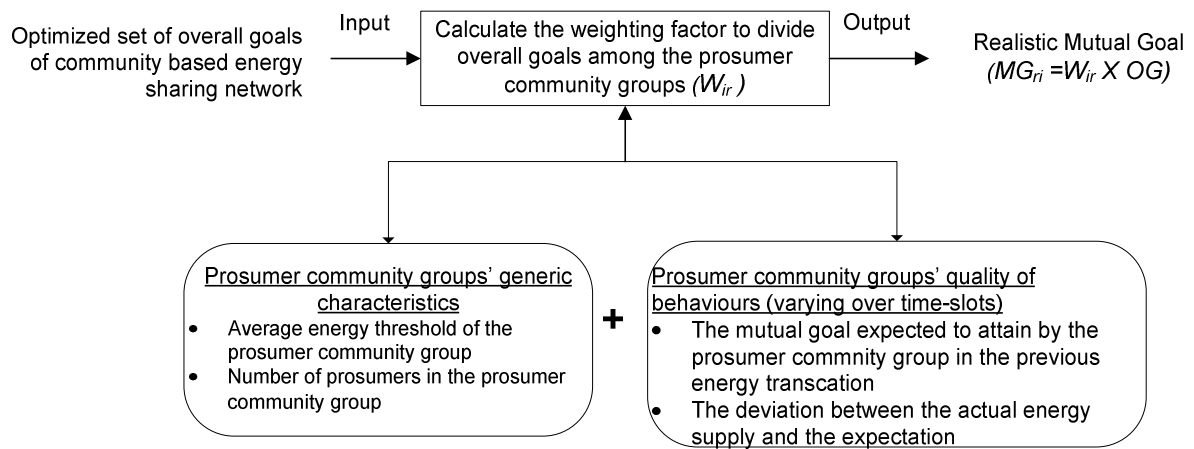 Optimized set of overall goals
of community based energy
sharing network
Input
Calculate the weighting factor to divide
overall goals among the prosumer
community groups (Wir )
Output
Realistic Mutual Goal
(MGri =Wir X OG)
Prosumer community groups’ generic
characteristics
• Average energy threshold of the
prosumer community group
• Number of prosumers in the prosumer
community group
+
Prosumer community groups’ quality of
behaviours (varying over time-slots)
• The mutual goal expected to attain by the
prosumer commnity group in the previous
energy transcation
• The deviation between the actual energy
supply and the expectation